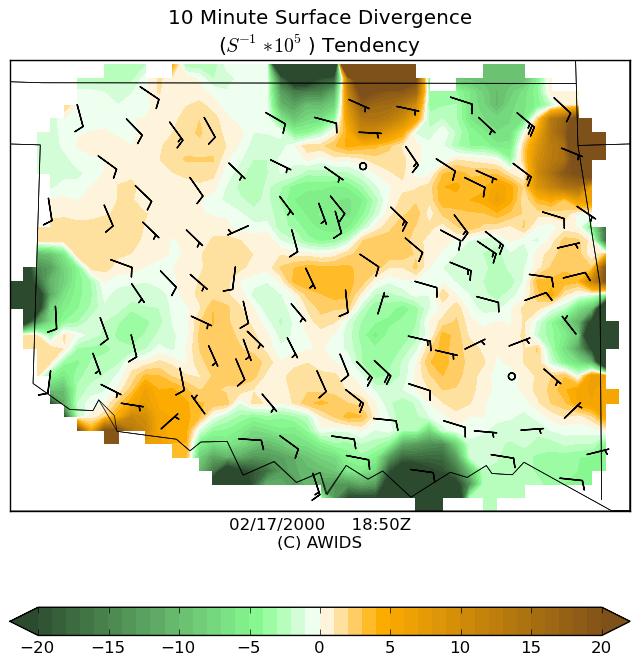 10 Minute Surface Divergence
(S⁻¹ ∗10⁵ ) Tendency
02/17/2000 18:50Z
(C) AWIDS
−20 −15 −10 −5 0 5 10 15 20